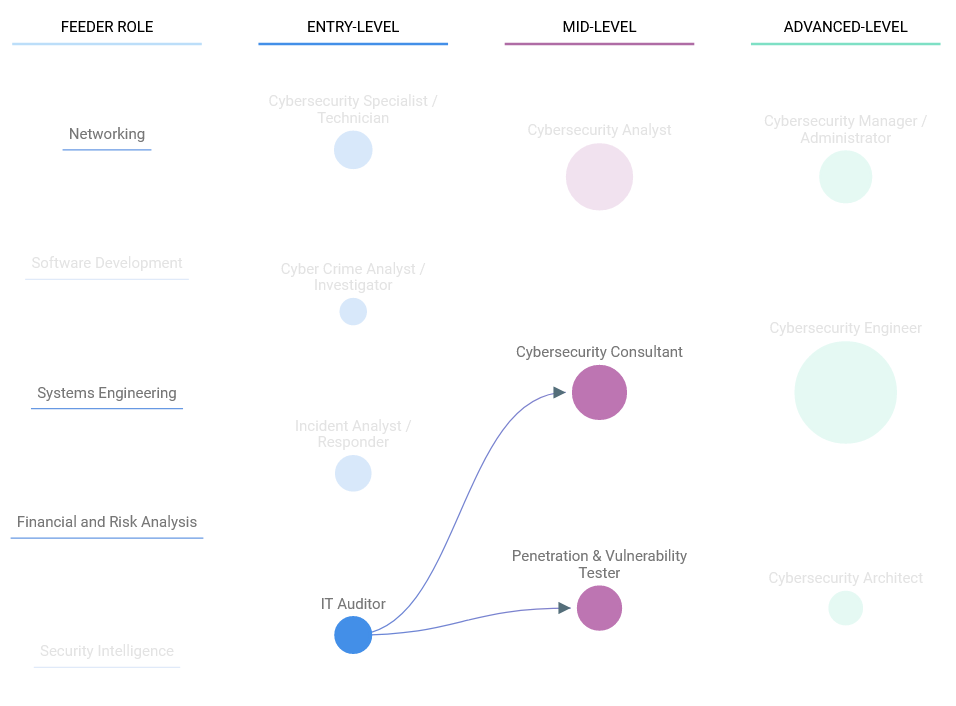 FEEDER ROLE
ENTRY-LEVEL
MID-LEVEL
ADVANCED-LEVEL
Networking
Software Development
Systems Engineering
Financial and Risk Analysis
Security Intelligence
Cybersecurity Specialist /
Technician
Cyber Crime Analyst /
Investigator
Incident Analyst /
Responder
IT Auditor
Cybersecurity Analyst
Cybersecurity Consultant
Penetration & Vulnerability
Tester
Cybersecurity Manager /
Administrator
Cybersecurity Engineer
Cybersecurity Architect